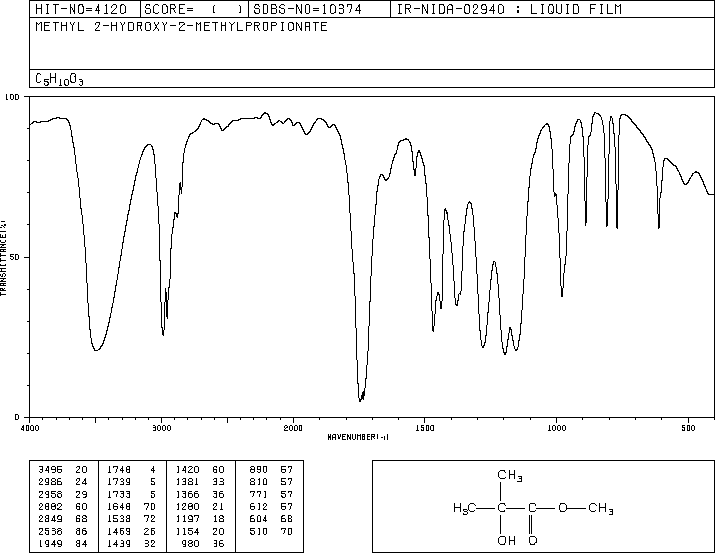 HIT-NO=4120 SCORE= ( ) SDBS-NO=10374 IR-NIDA-02940 : LIQUID FILM
METHYL 2-HYDROXY-2-METHYLPROPIONATE
C5H10O3
100
50
0
TRANSMITTANCE(%)
4000 3000 2000 1500 1000 500
WAVENUMBER(-1)
3495 20 1748 4 1420 60 890 57
2986 24 1739 5 1381 33 810 57
2958 29 1733 5 1366 36 771 57
2882 60 1648 70 1280 21 612 57
2849 68 1538 72 1197 18 604 68
2538 86 1469 26 1154 20 510 70
1949 84 1439 32 980 36
CH3
H3C C C O CH3
OH O